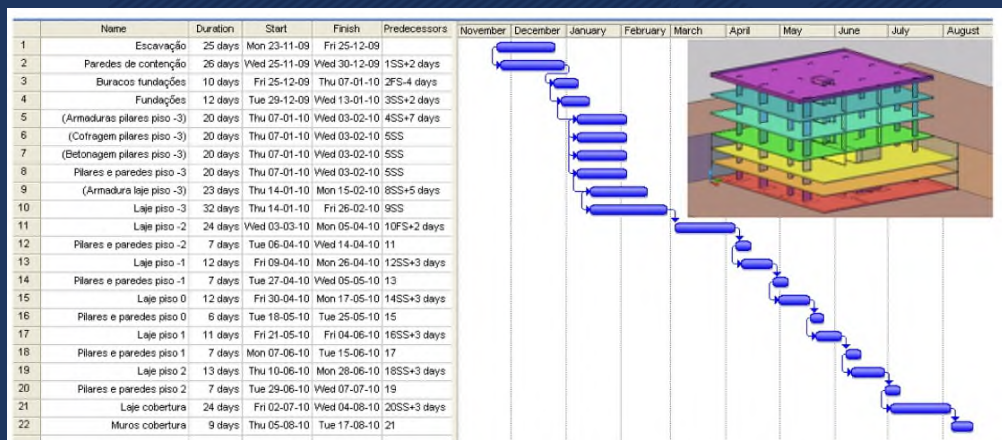 Name Duration Start Finish Predecessors November December January February March April May June July August
1 Escavação 25 days Mon 23-11-09 Fri 25-12-09
2 Paredes de contenção 26 days Wed 25-11-09 Wed 30-12-09 1SS+2 days
3 Buracos fundações 10 days Fri 25-12-09 Thu 07-01-10 2FS-4 days
4 Fundações 12 days Tue 29-12-09 Wed 13-01-10 3SS+2 days
5 (Armaduras pilares piso -3) 20 days Thu 07-01-10 Wed 03-02-10 4SS+7 days
6 (Cofragem pilares piso -3) 20 days Thu 07-01-10 Wed 03-02-10 5SS
7 (Betonagem pilares piso -3) 20 days Thu 07-01-10 Wed 03-02-10 5SS
8 Pilares e paredes piso -3 20 days Thu 07-01-10 Wed 03-02-10 5SS
9 (Armadura laje piso -3) 23 days Thu 14-01-10 Mon 15-02-10 8SS+5 days
10 Laje piso -3 32 days Thu 14-01-10 Fri 26-02-10 9SS
11 Laje piso -2 24 days Wed 03-03-10 Mon 05-04-10 10FS+2 days
12 Pilares e paredes piso -2 7 days Tue 06-04-10 Wed 14-04-10 11
13 Laje piso -1 12 days Fri 09-04-10 Mon 26-04-10 12SS+3 days
14 Pilares e paredes piso -1 7 days Tue 27-04-10 Wed 05-05-10 13
15 Laje piso 0 12 days Fri 30-04-10 Mon 17-05-10 14SS+3 days
16 Pilares e paredes piso 0 6 days Tue 18-05-10 Tue 25-05-10 15
17 Laje piso 1 11 days Fri 21-05-10 Fri 04-06-10 16SS+3 days
18 Pilares e paredes piso 1 7 days Mon 07-06-10 Tue 15-06-10 17
19 Laje piso 2 13 days Thu 10-06-10 Mon 28-06-10 18SS+3 days
20 Pilares e paredes piso 2 7 days Tue 29-06-10 Wed 07-07-10 19
21 Laje cobertura 24 days Fri 02-07-10 Wed 04-08-10 20SS+3 days
22 Muros cobertura 9 days Thu 05-08-10 Tue 17-08-10 21